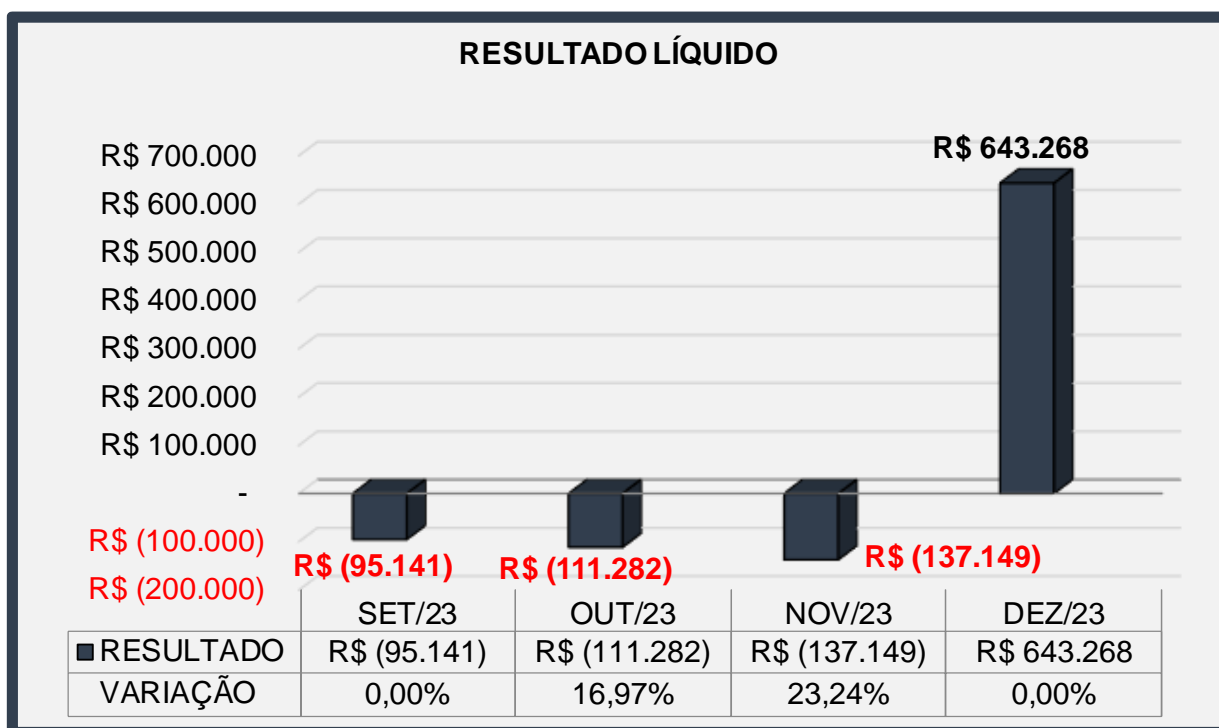 RESULTADO LÍQUIDO
R$ 700.000
R$ 600.000
R$ 500.000
R$ 400.000
R$ 300.000
R$ 200.000
R$ 100.000
-
R$ (100.000)
R$ (200.000)
R$ 643.268
R$ (95.141)
R$ (111.282)
R$ (137.149)
SET/23 OUT/23 NOV/23 DEZ/23
RESULTADO R$ (95.141) R$ (111.282) R$ (137.149) R$ 643.268
VARIAÇÃO 0,00% 16,97% 23,24% 0,00%